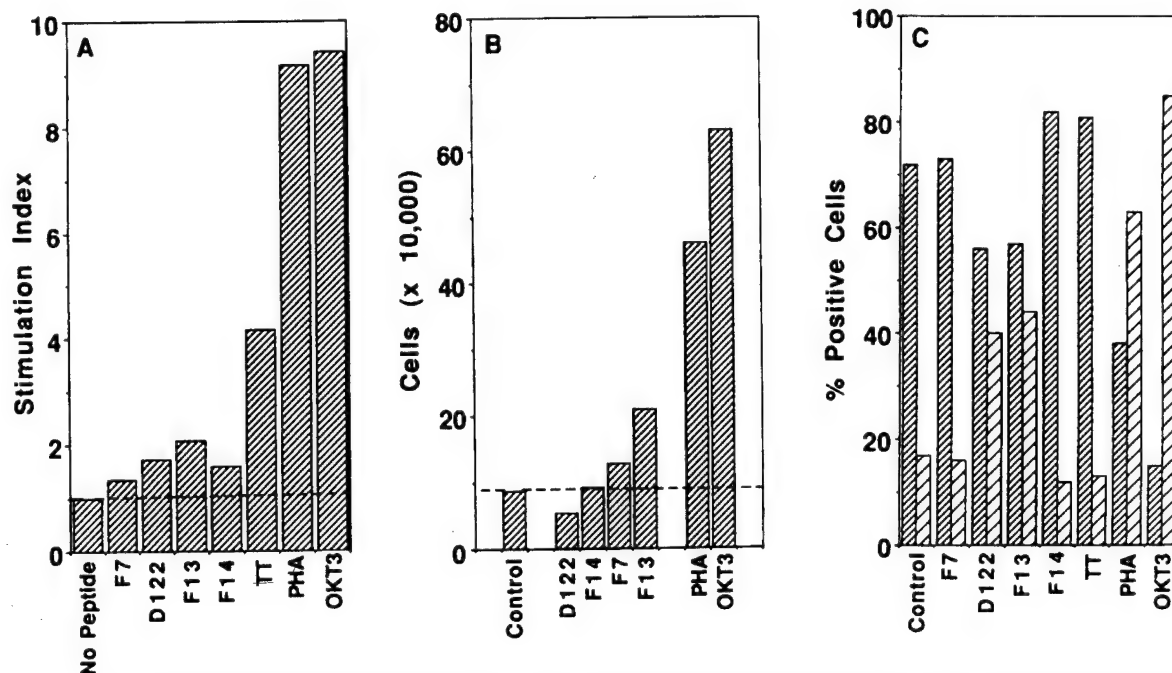 A
Stimulation Index
10
8
6
4
2
0
No Peptide
F7
D122
F13
F14
TT
PHA
OKT3
B
Cells (x 10,000)
80
60
40
20
0
Control
D122
F14
F7
F13
PHA
OKT3
C
% Positive Cells
100
80
60
40
20
0
Control
F7
D122
F13
F14
TT
PHA
OKT3